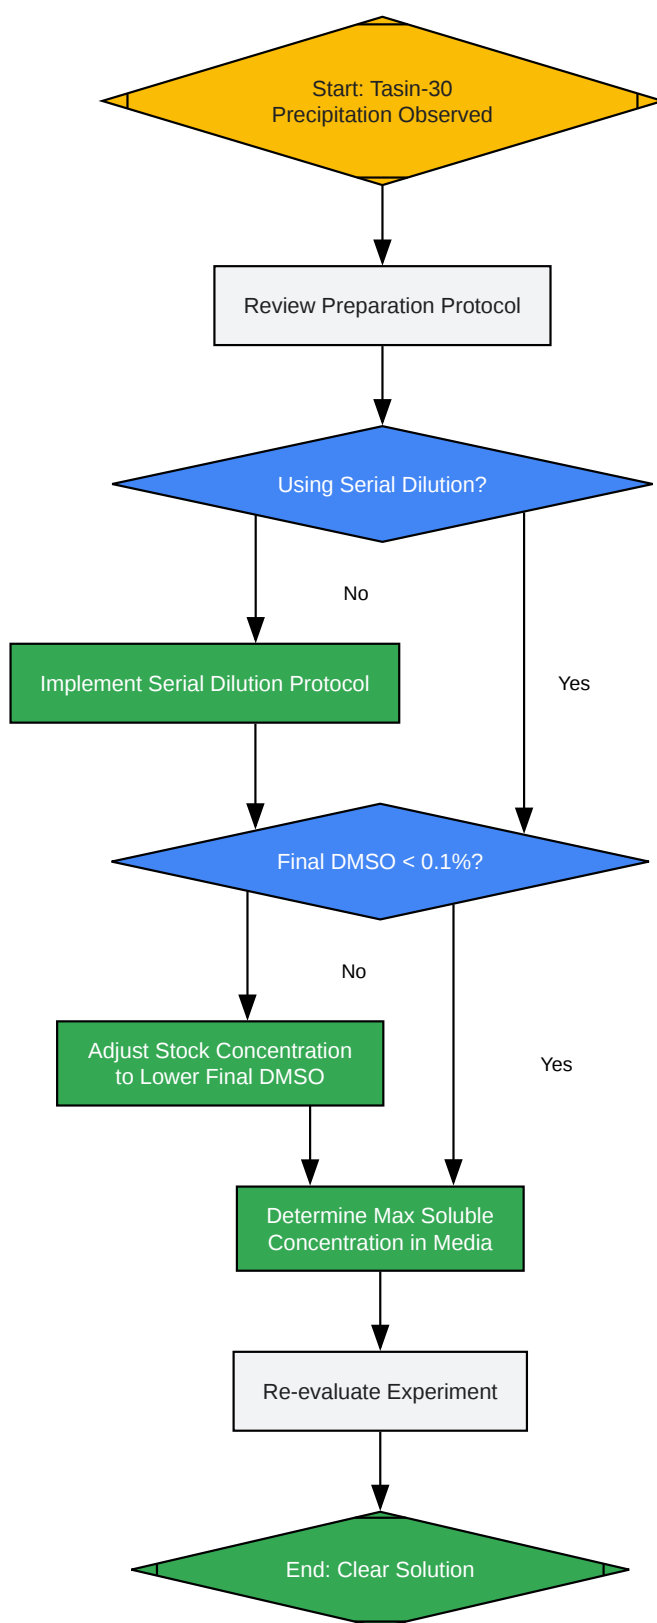 Start: Tasin-30
Precipitation Observed
Review Preparation Protocol
Using Serial Dilution?
No
Implement Serial Dilution Protocol
Yes
Final DMSO < 0.1%?
No
Adjust Stock Concentration
to Lower Final DMSO
Yes
Determine Max Soluble
Concentration in Media
Re-evaluate Experiment
End: Clear Solution